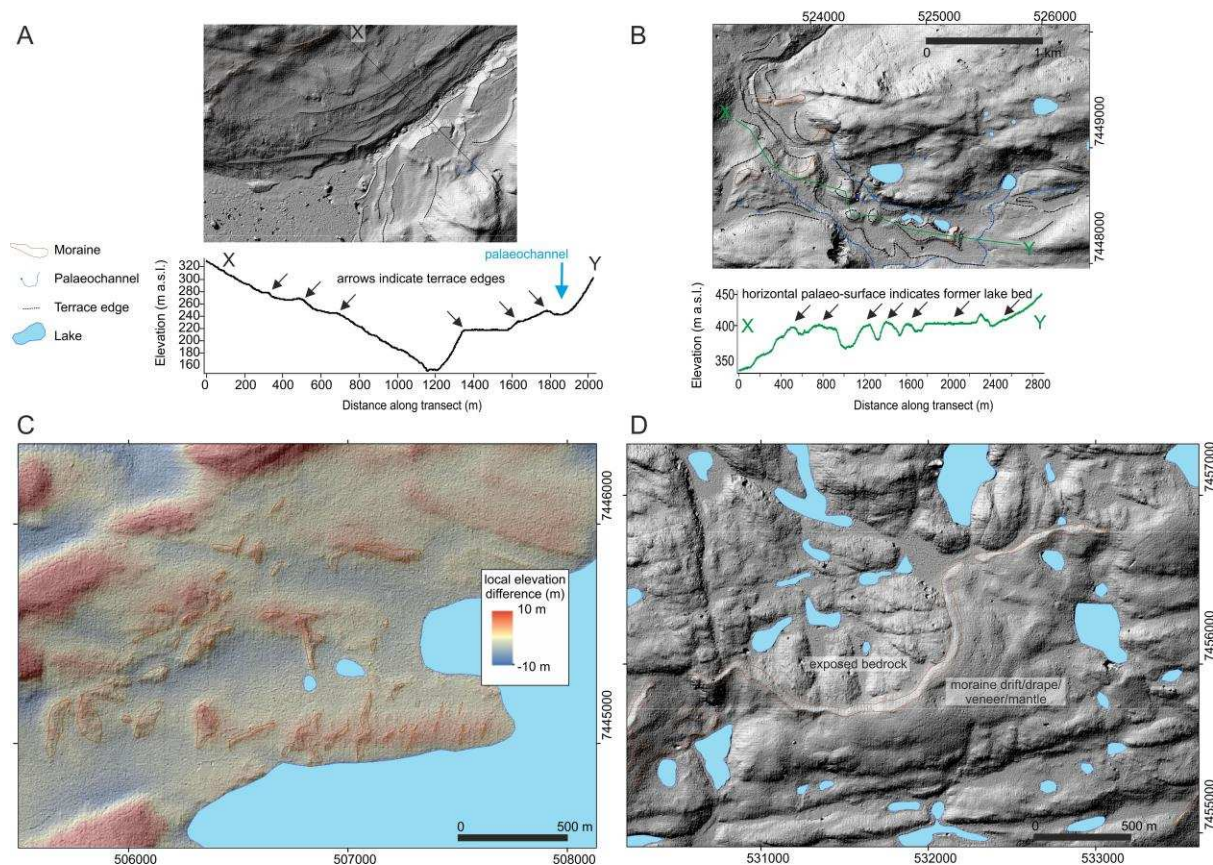 A
X
Y
Moraine
Palaeochannel
Terrace edge
Lake
X
Y
palaeochannel
arrows indicate terrace edges
Elevation (m a.s.l.)
320
300
280
260
240
220
200
180
160
0
200
400
600
800
1000
1200
1400
1600
1800
2000
Distance along transect (m)
B
524000
525000
526000
0
1 km
7449000
7448000
X
Y
horizontal palaeo-surface indicates former lake bed
X
Y
Elevation (m a.s.l.)
450
400
350
0
400
800
1200
1600
2000
2400
2800
Distance along transect (m)
C
local elevation
difference (m)
10 m
-10 m
7446000
7445000
0
500 m
506000
507000
508000
D
exposed bedrock
moraine drift/drape/
veneer/mantle
7457000
7456000
7455000
0
500 m
531000
532000
533000